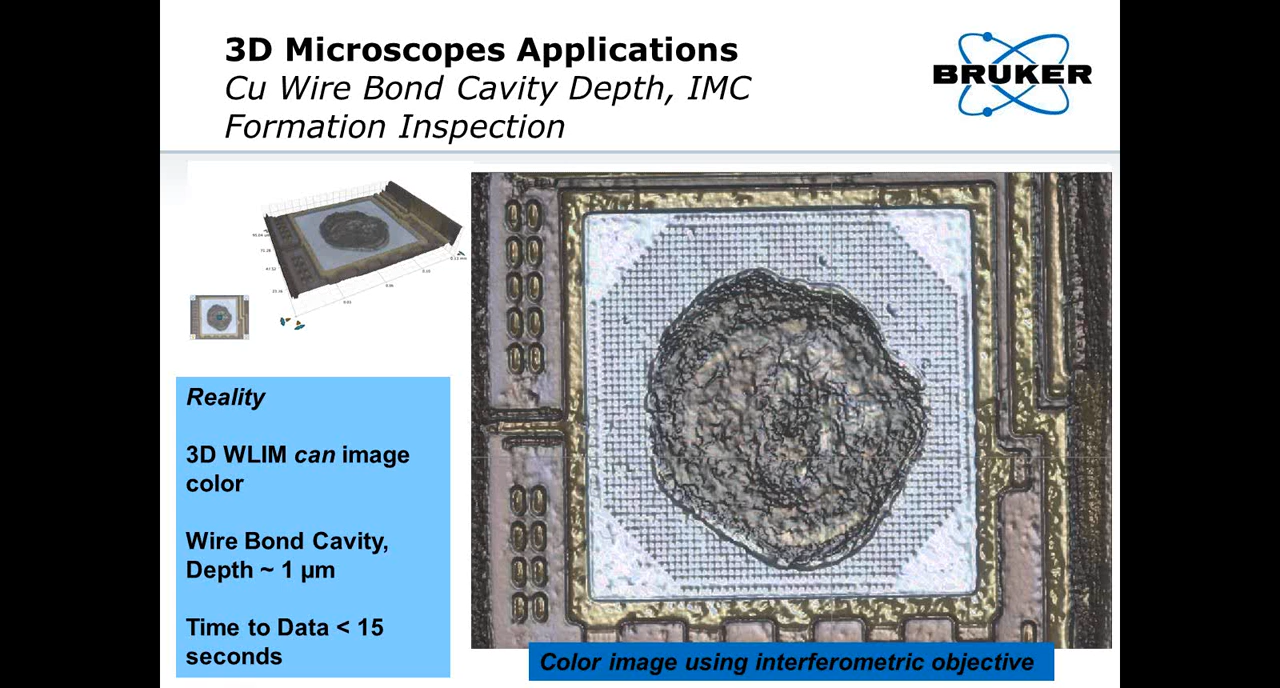 3D Microscopes Applications
Cu Wire Bond Cavity Depth, IMC
Formation Inspection
BRUKER
Reality
3D WLIM can image
color
Wire Bond Cavity,
Depth ~ 1 µm
Time to Data < 15
seconds
Color image using interferometric objective